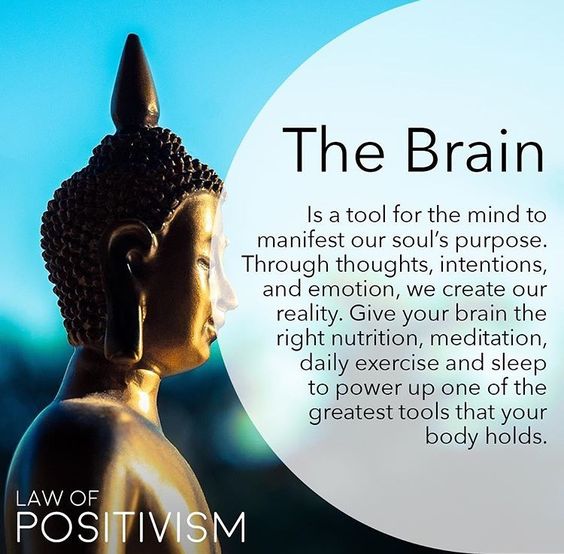 The Brain
Is a tool for the mind to
manifest our soul's purpose.
Through thoughts, intentions,
and emotion, we create our
reality. Give your brain the
right nutrition, meditation,
daily exercise and sleep
to power up one of the
greatest tools that your
body holds.
LAW OF
POSITIVISM